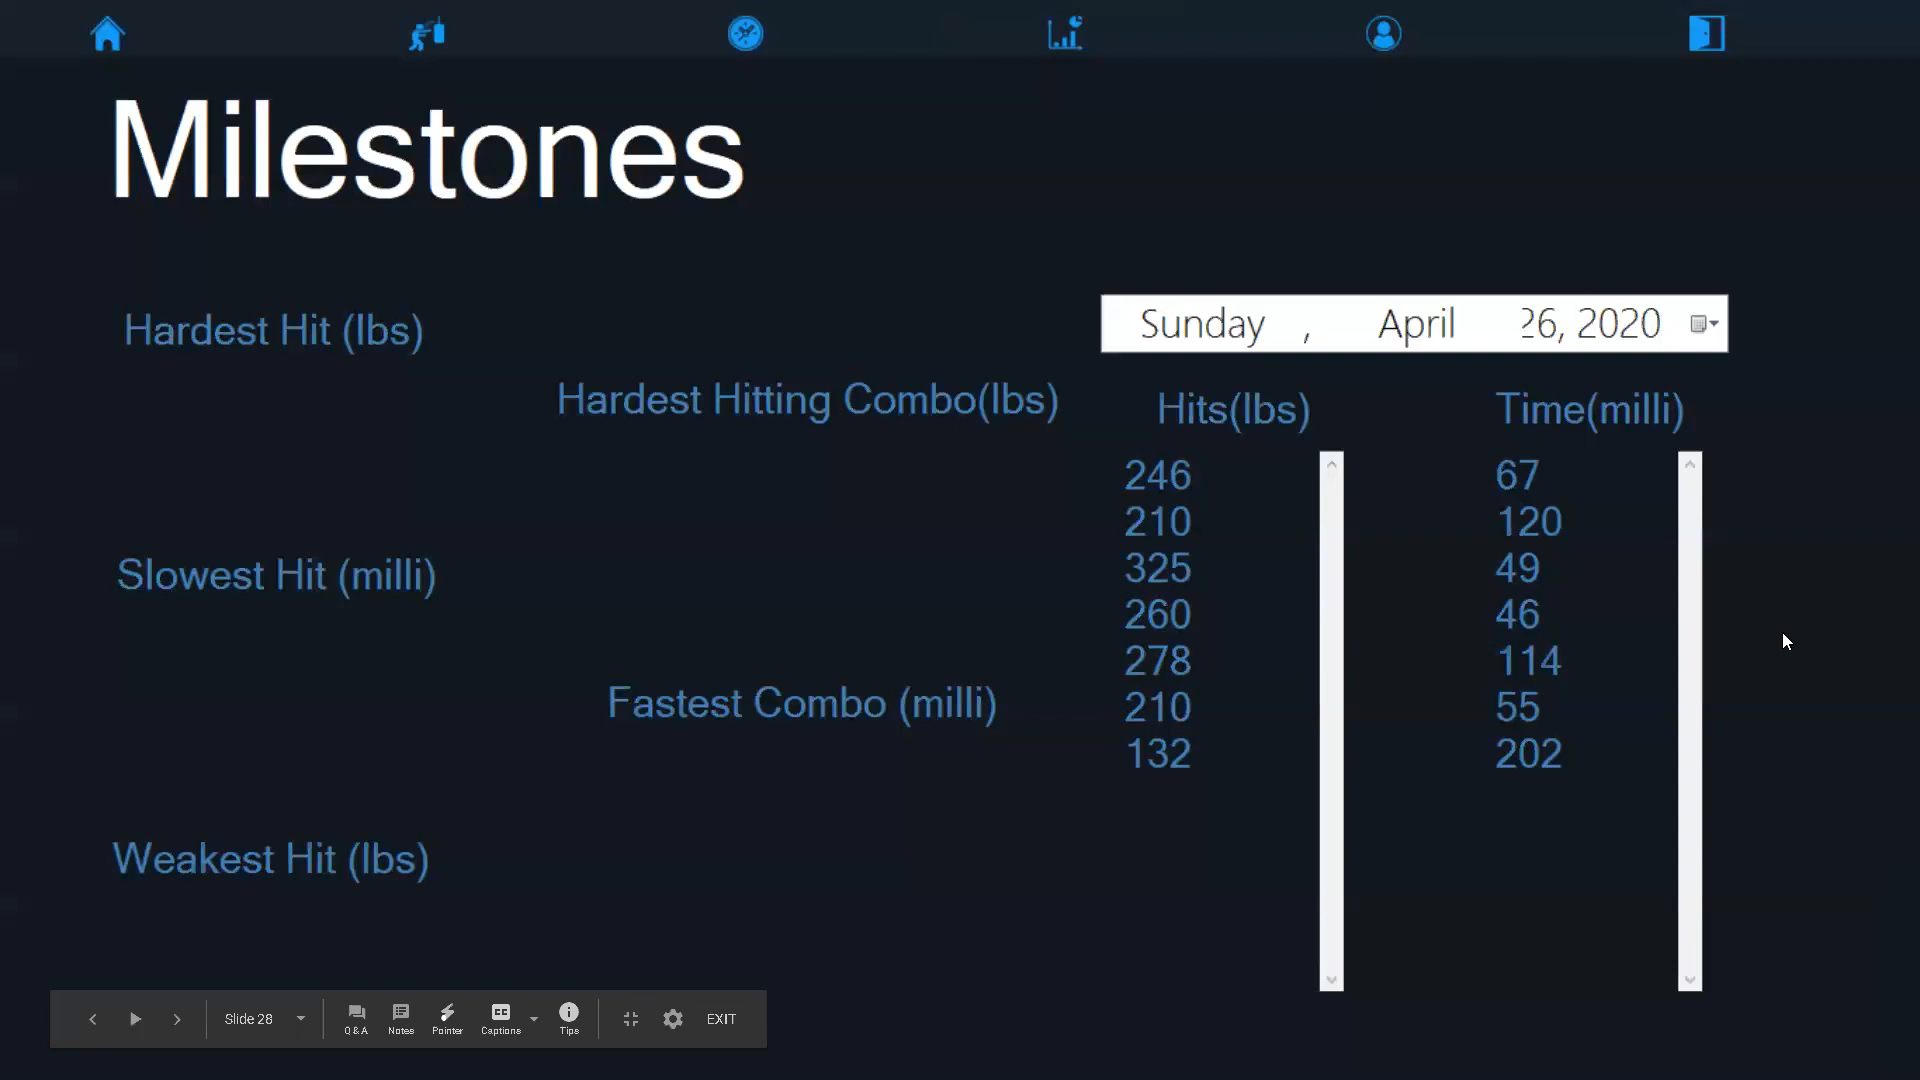 Milestones
Hardest Hit (lbs)
Hardest Hitting Combo(lbs)
Slowest Hit (milli)
Fastest Combo (milli)
Weakest Hit (lbs)
Sunday , April 26, 2020
Hits(lbs) Time(milli)
246 67
210 120
325 49
260 46
278 114
210 55
132 202
Slide 28
Q & A
Notes
Pointer
CC
Captions
Tips
EXIT